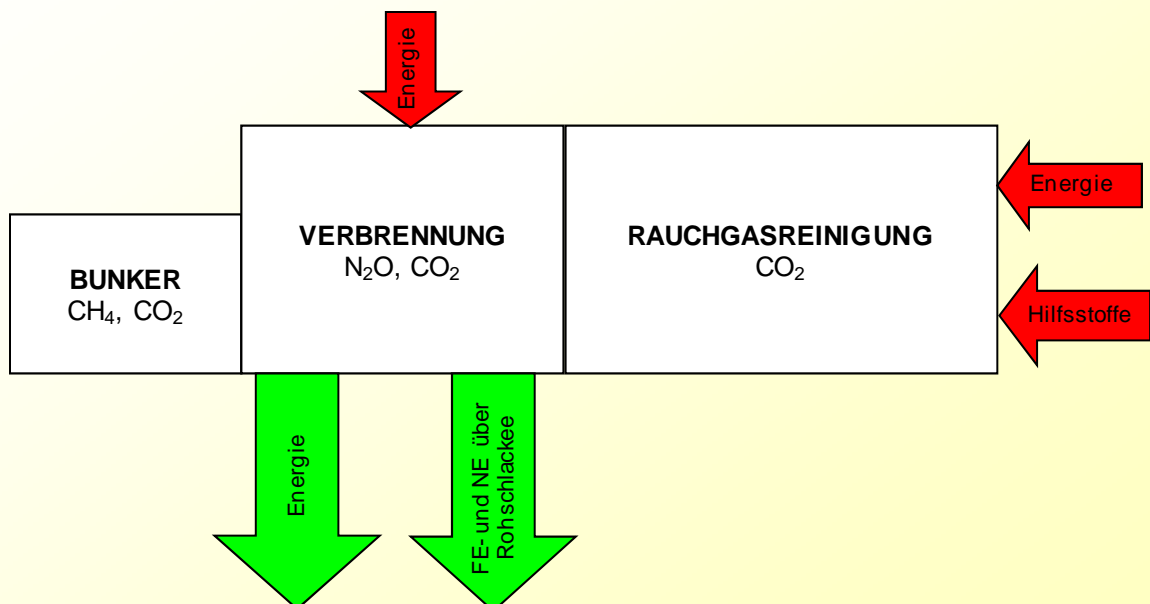 Energie
VERBRENNUNG
N₂O, CO₂
RAUCHGASREINIGUNG
CO₂
Energie
BUNKER
CH₄, CO₂
Hilfsstoffe
Energie
FE- und NE über
Rohschlackee